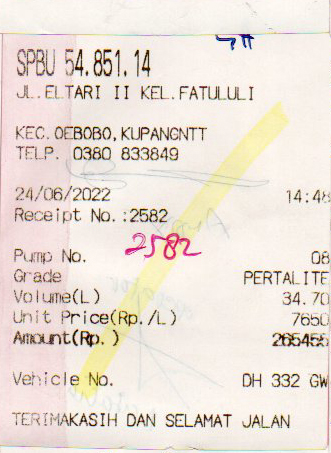 SPBU 54.851.14
JL.ELTARI II KEL.FATULULI
KEC.OEBOBO,KUPANGNTT
TELP. 0380 833849
24/06/2022 14:48
Receipt No.:2582
2582
Pump No. 08
Grade PERTALITE
Volume(L) 34.70
Unit Price(Rp./L) 7650
Amount(Rp.) 265455
Vehicle No. DH 332 GW
TERIMAKASIH DAN SELAMAT JALAN